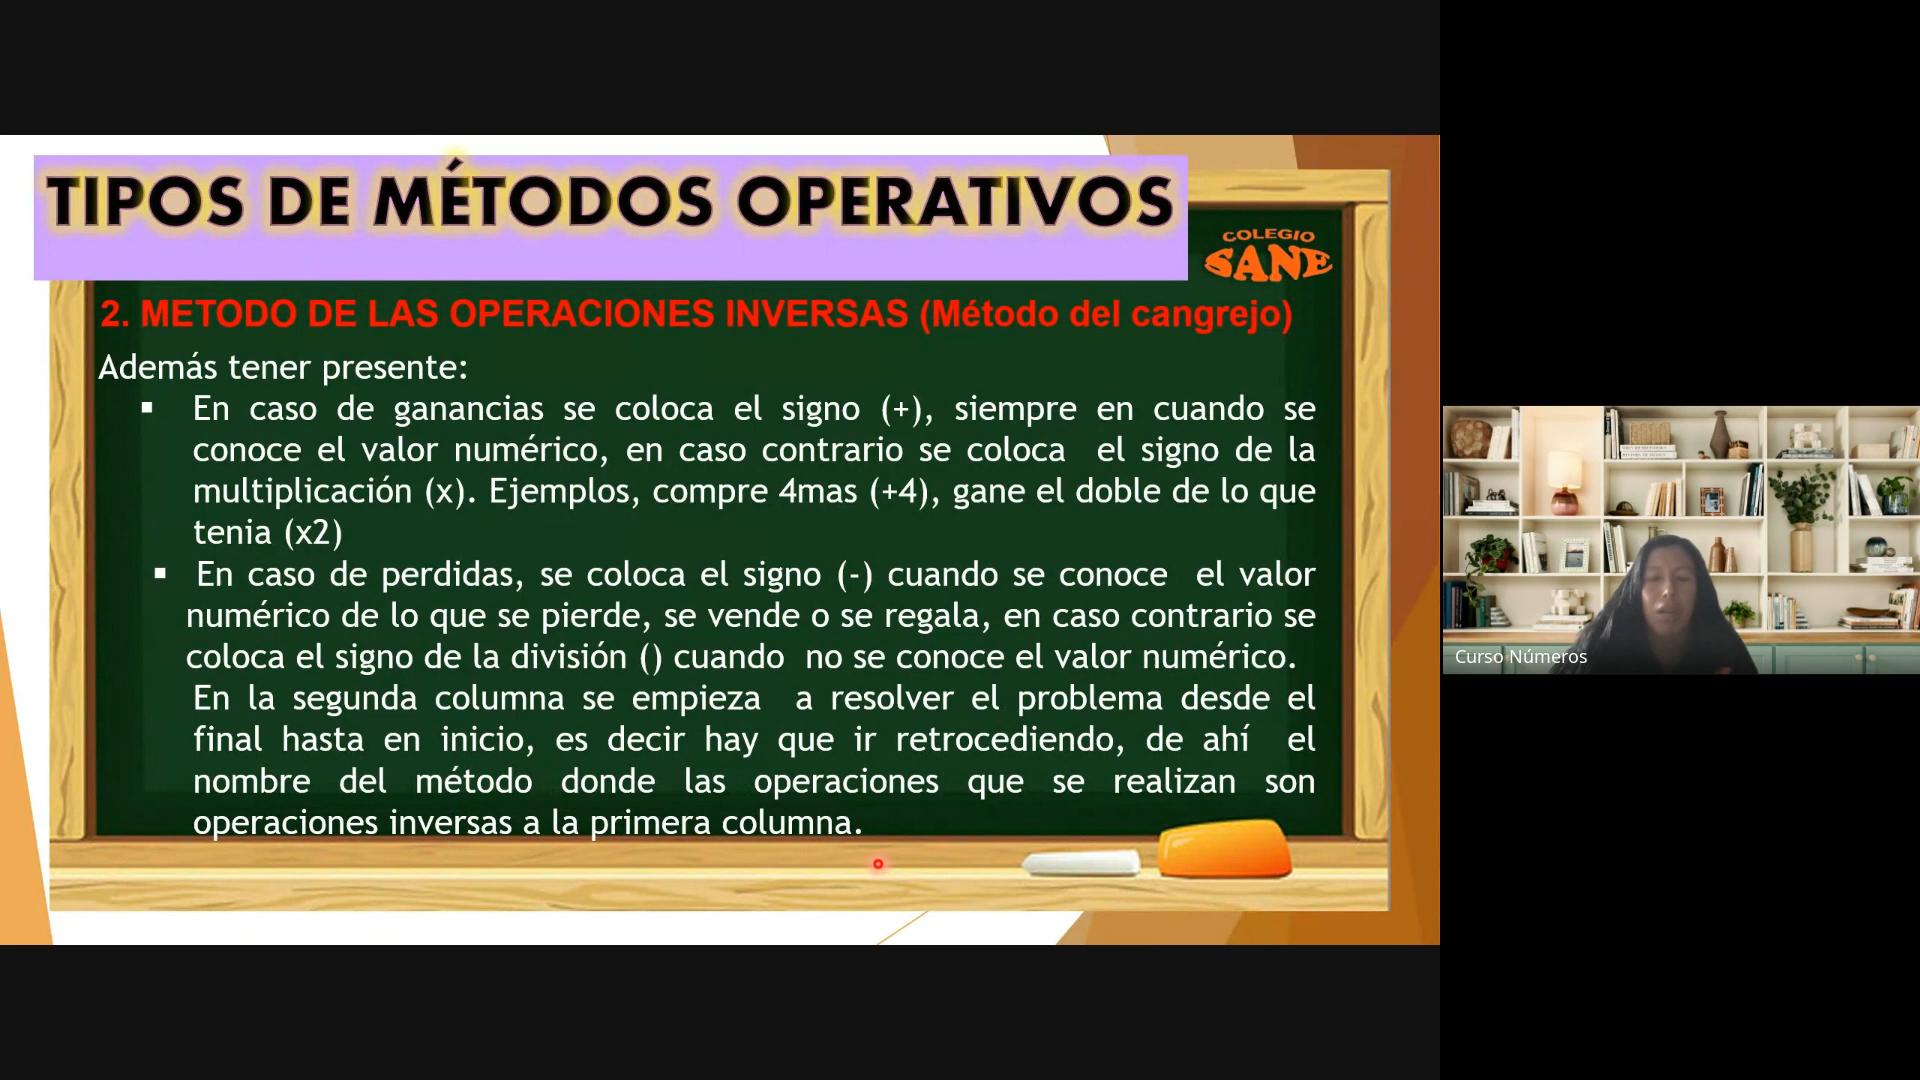 TIPOS DE MÉTODOS OPERATIVOS
COLEGIO
SANE
2. METODO DE LAS OPERACIONES INVERSAS (Método del cangrejo)
Además tener presente:
▪ En caso de ganancias se coloca el signo (+), siempre en cuando se
conoce el valor numérico, en caso contrario se coloca el signo de la
multiplicación (x). Ejemplos, compre 4mas (+4), gane el doble de lo que
tenia (x2)
▪ En caso de perdidas, se coloca el signo (-) cuando se conoce el valor
numérico de lo que se pierde, se vende o se regala, en caso contrario se
coloca el signo de la división () cuando no se conoce el valor numérico.
En la segunda columna se empieza a resolver el problema desde el
final hasta en inicio, es decir hay que ir retrocediendo, de ahí el
nombre del método donde las operaciones que se realizan son
operaciones inversas a la primera columna.
Curso Números